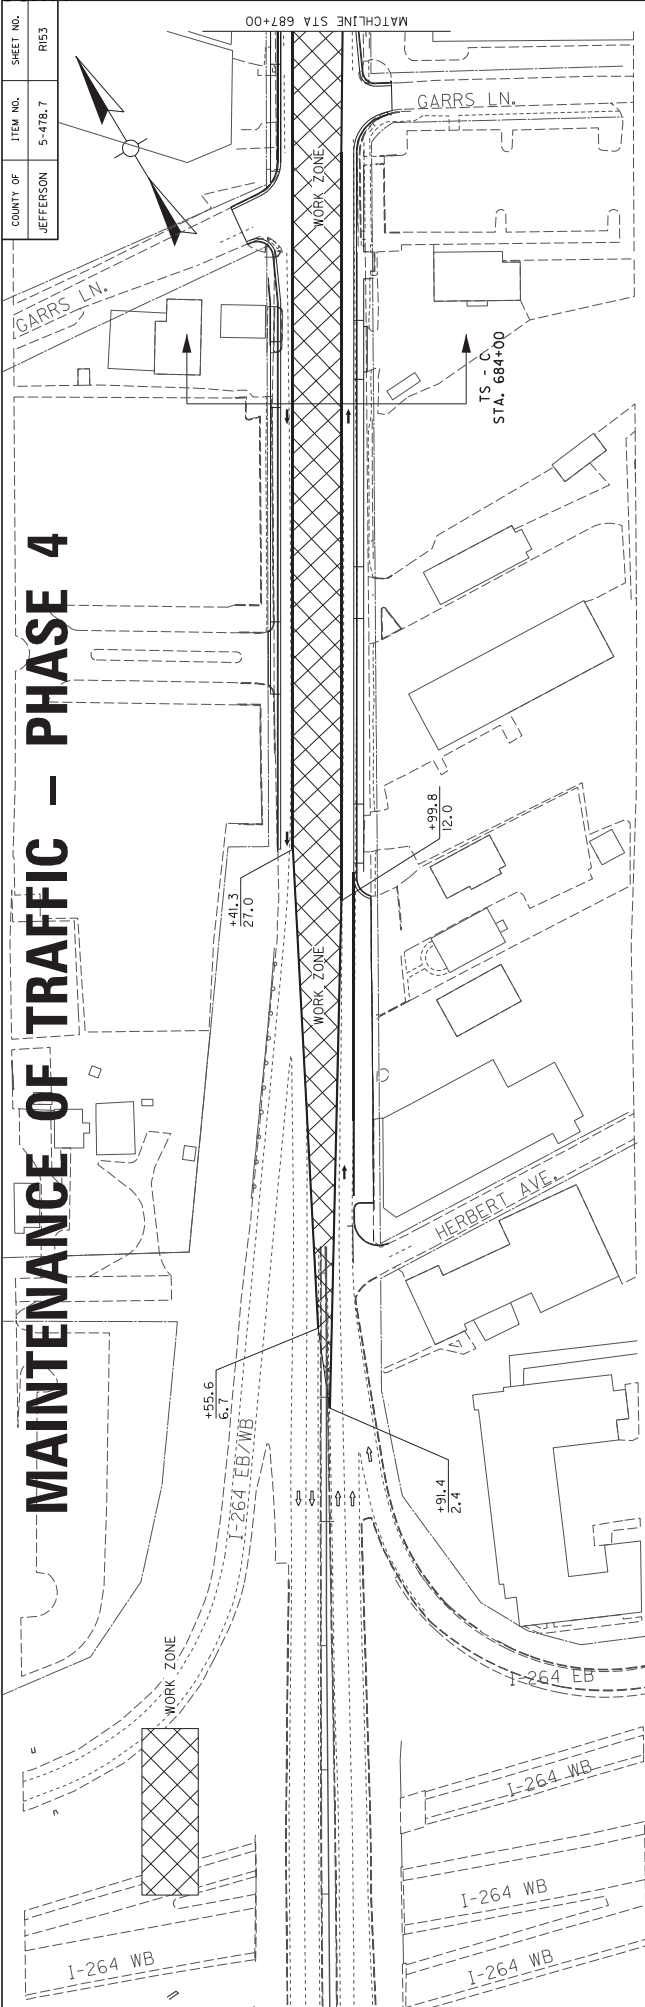 COUNTY OF
ITEM NO.
SHEET NO.
JEFFERSON
5-478.7
R153
MAINTENANCE OF TRAFFIC - PHASE 4
MATCHLINE STA 687+00
GARRS LN.
GARRS LN.
WORK ZONE
TS - C
STA. 684+00
+99.8
12.0
+41.3
27.0
WORK ZONE
HERBERT AVE.
+55.6
6.7
I-264 EB/WB
+91.4
2.4
WORK ZONE
I-264 EB
I-264 WB
I-264 WB
I-264 WB
I-264 WB